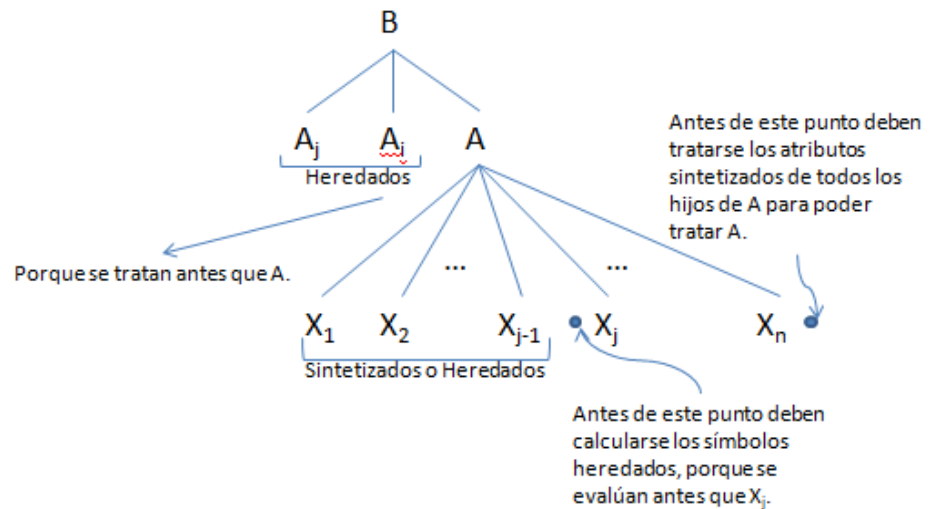 B
Aj Ai A
Heredados
Antes de este punto deben
tratarse los atributos
sintetizados de todos los
hijos de A para poder
tratar A.
Porque se tratan antes que A.
... ...
X1 X2 Xj-1 Xj Xn
Sintetizados o Heredados
Antes de este punto deben
calcularse los símbolos
heredados, porque se
evalúan antes que Xj.